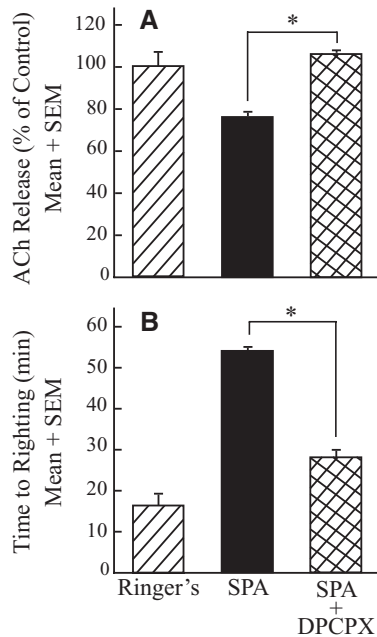 A
ACh Release (% of Control)
Mean + SEM
120
100
80
60
40
20
0
*
B
Time to Righting (min)
Mean + SEM
60
50
40
30
20
10
0
*
Ringer's
SPA
SPA
+
DPCPX